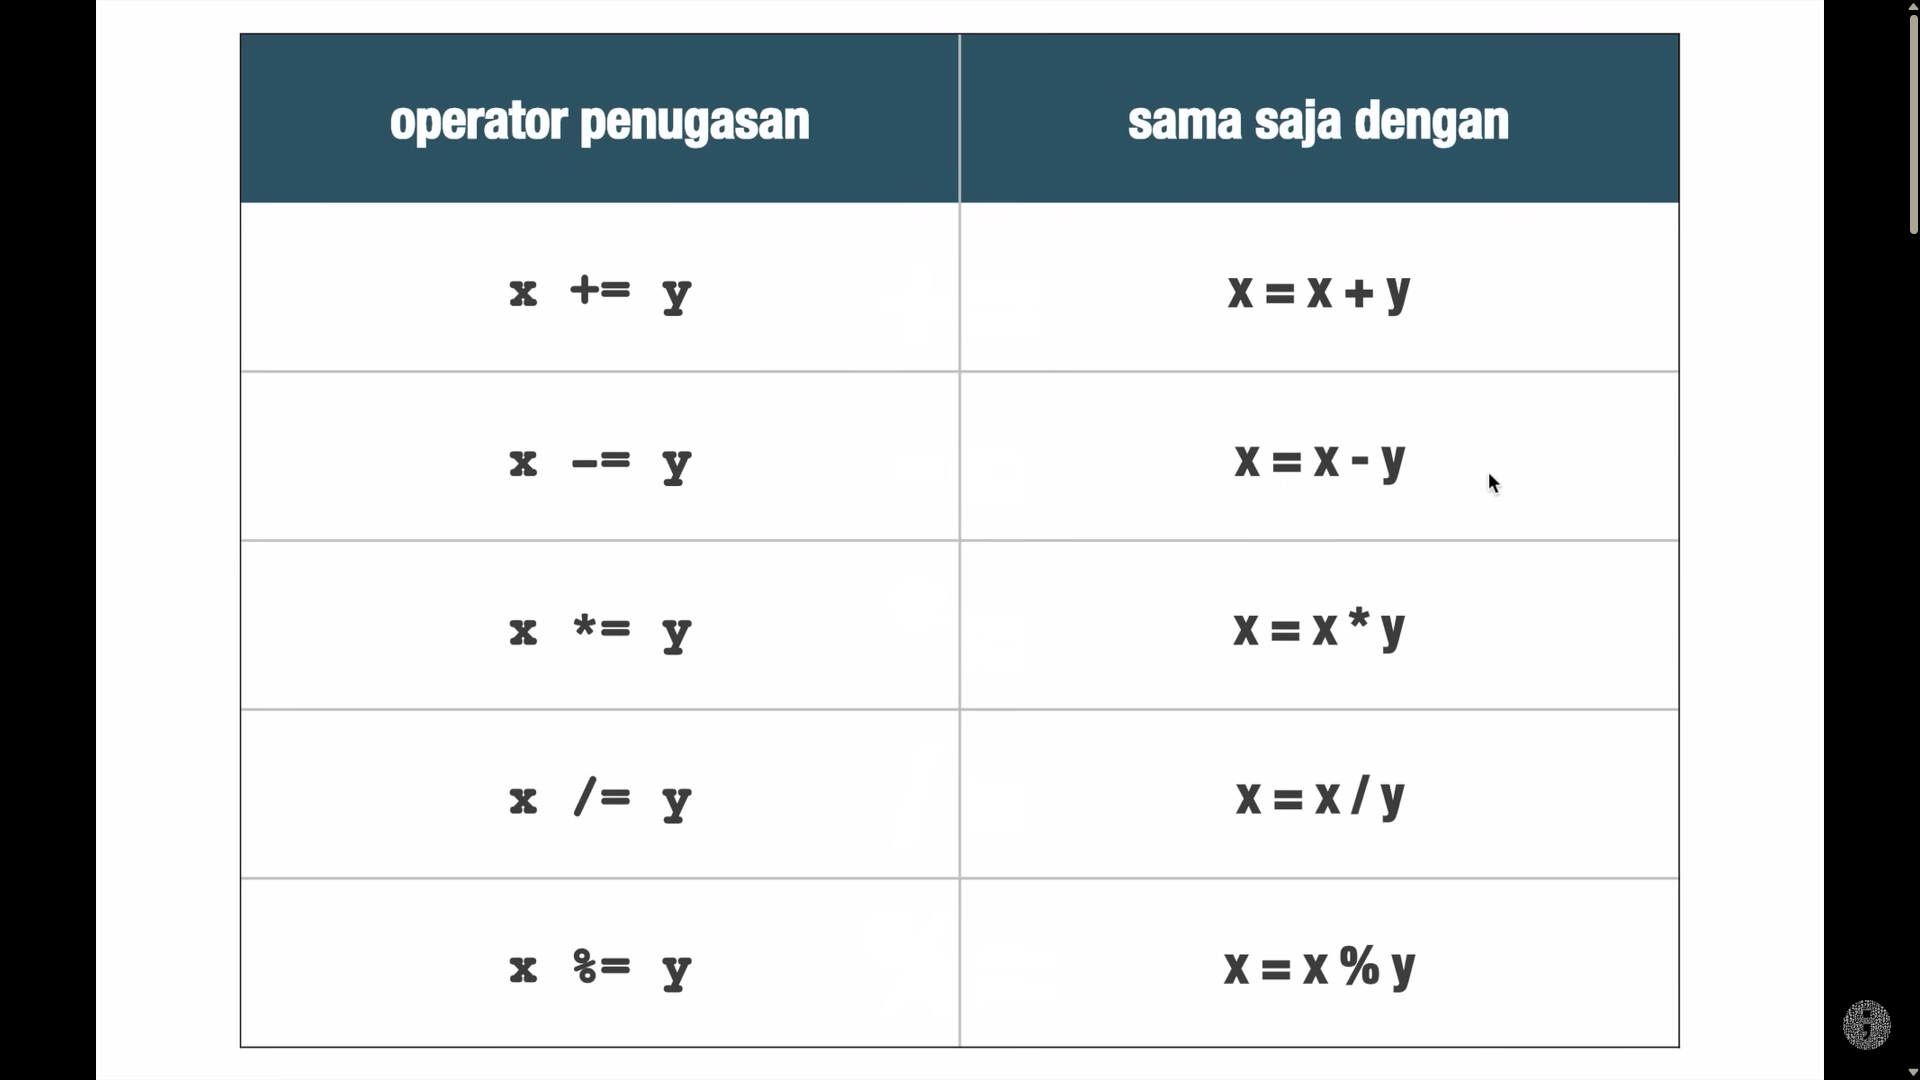 operator penugasan
sama saja dengan
x += y
x = x + y
x -= y
x = x - y
x *= y
x = x * y
x /= y
x = x / y
x %= y
x = x % y